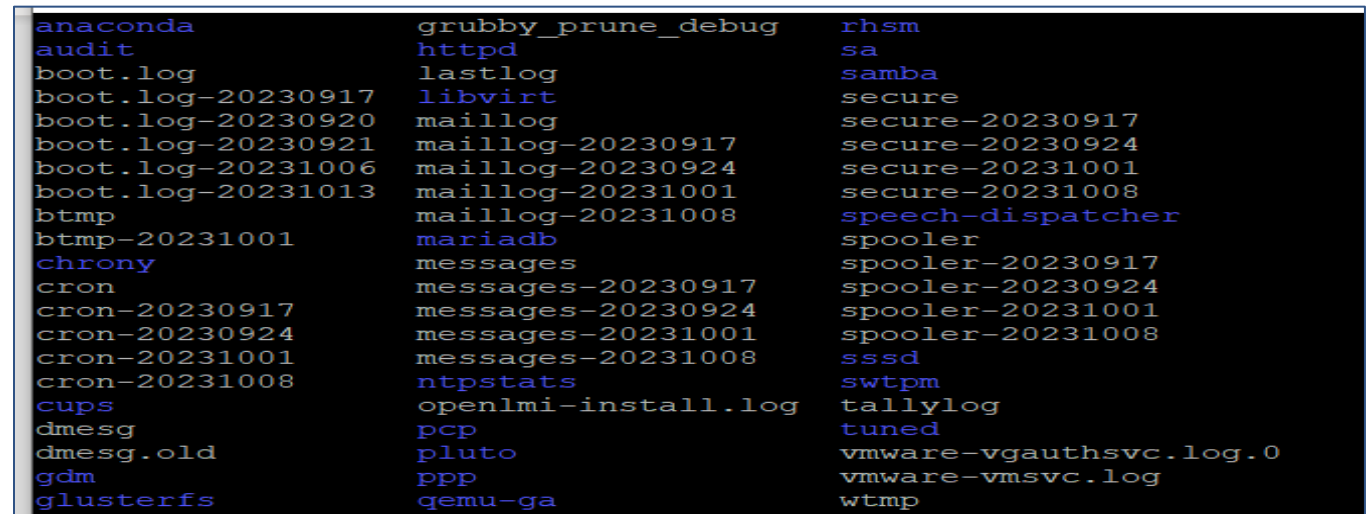 anaconda grubby_prune_debug rhsm
audit httpd sa
boot.log lastlog samba
boot.log-20230917 libvirt secure
boot.log-20230920 maillog secure-20230917
boot.log-20230921 maillog-20230917 secure-20230924
boot.log-20231006 maillog-20230924 secure-20231001
boot.log-20231013 maillog-20231001 secure-20231008
btmp maillog-20231008 speech-dispatcher
btmp-20231001 mariadb spooler
chrony messages spooler-20230917
cron messages-20230917 spooler-20230924
cron-20230917 messages-20230924 spooler-20231001
cron-20230924 messages-20231001 spooler-20231008
cron-20231001 messages-20231008 sssd
cron-20231008 ntpstats swtpm
cups openlmi-install.log tallylog
dmesg pcp tuned
dmesg.old pluto vmware-vgauthsvc.log.0
gdm ppp vmware-vmsvc.log
glusterfs qemu-ga wtmp